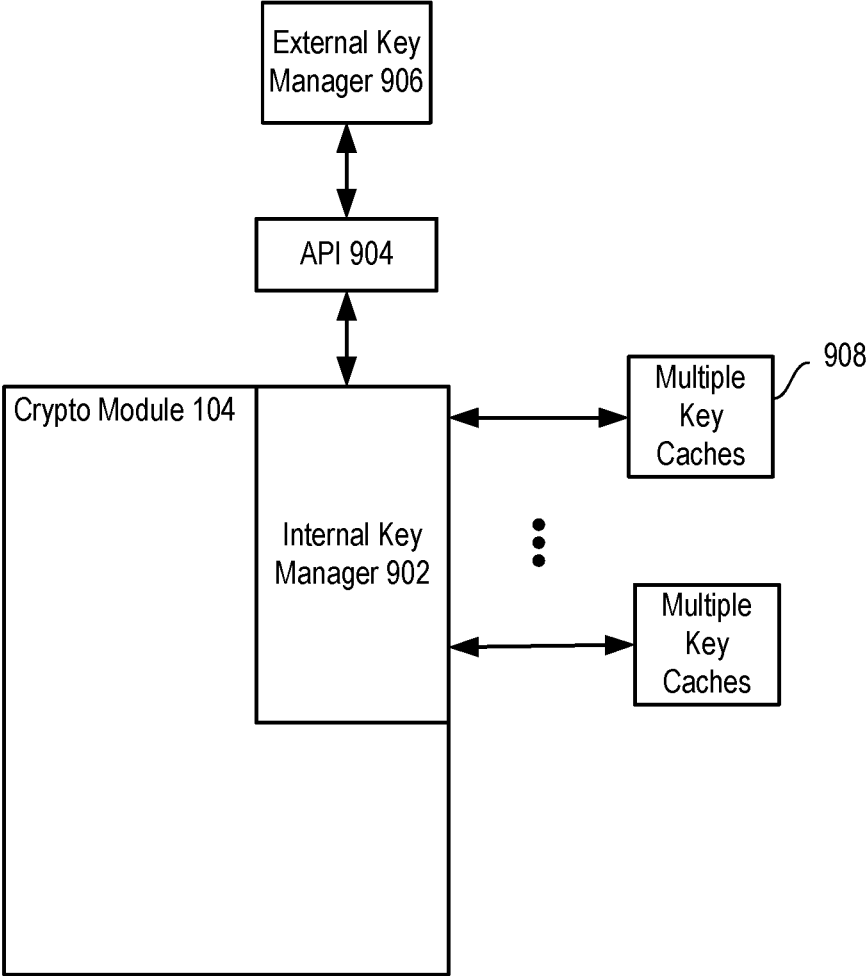 External Key
Manager 906
API 904
908
Multiple
Key
Caches
Crypto Module 104
Internal Key
Manager 902
Multiple
Key
Caches